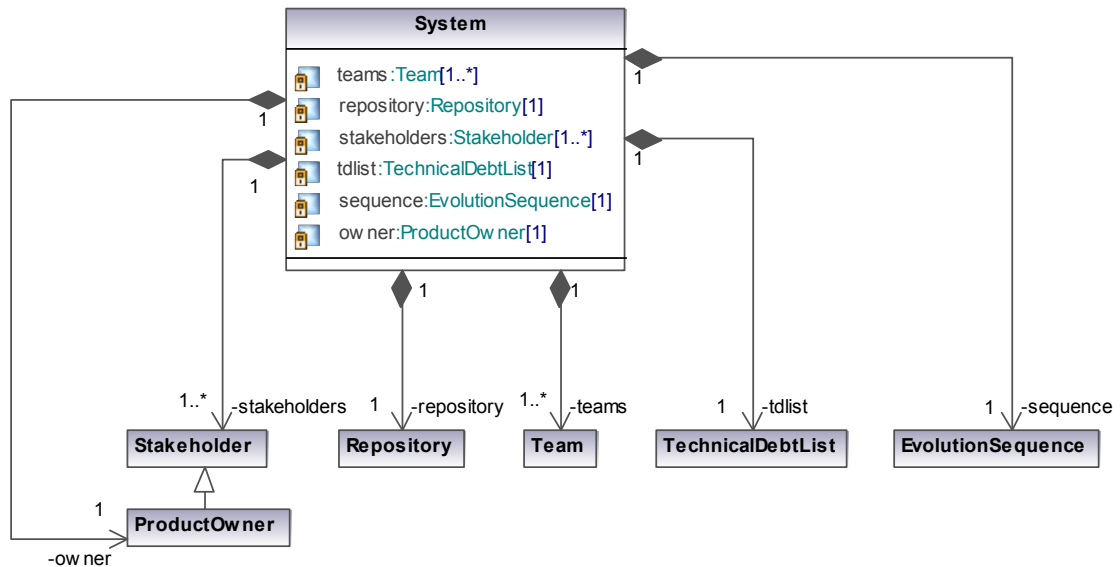 System
teams:Team[1..*]
repository:Repository[1]
stakeholders:Stakeholder[1..*]
tdlist:TechnicalDebtList[1]
sequence:EvolutionSequence[1]
owner:ProductOwner[1]
1
1
1
1
1
1
1..* -stakeholders
1 -repository
1..* -teams
1 -tdlist
1 -sequence
Stakeholder
Repository
Team
TechnicalDebtList
EvolutionSequence
1
ProductOwner
-owner